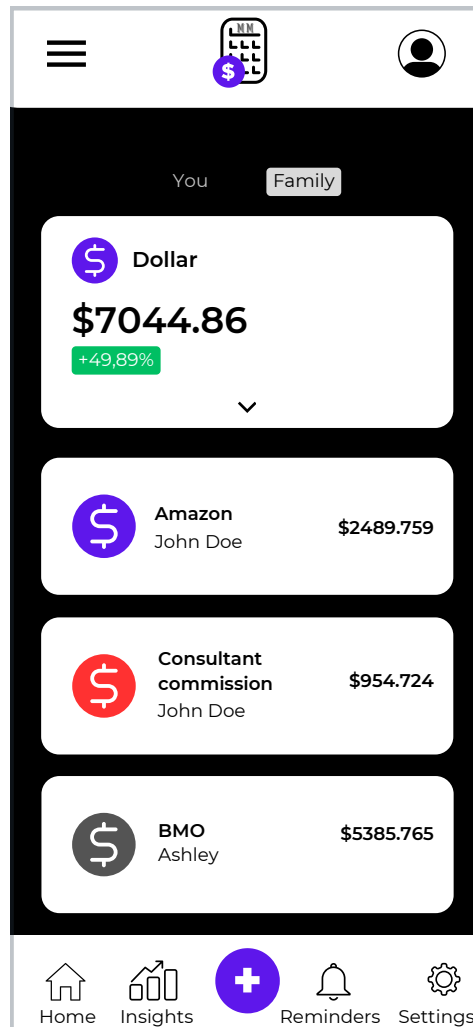 MM
$
You
Family
Dollar
$7044.86
+49,89%
Amazon
John Doe
$2489.759
Consultant
commission
John Doe
$954.724
BMO
Ashley
$5385.765
Home
Insights
Reminders
Settings